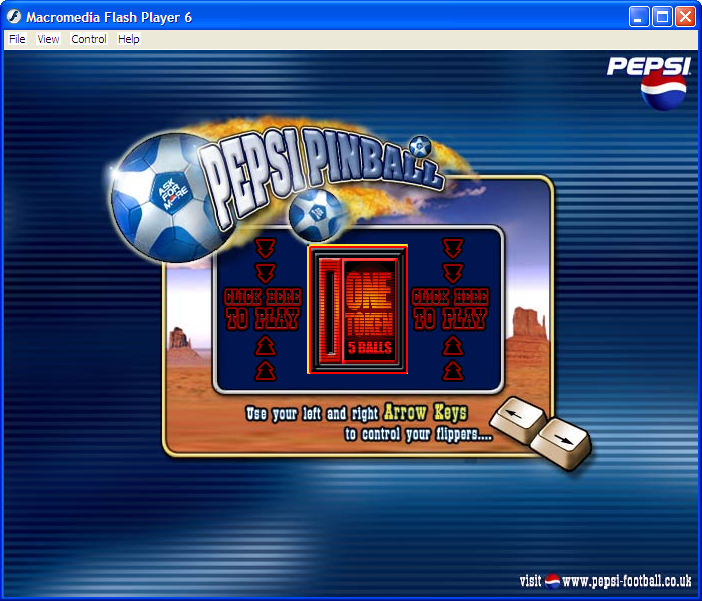 Macromedia Flash Player 6
File View Control Help
PEPSI
PEPSI PINBALL
ASK
FOR
MORE
CLICK HERE
TO PLAY
ONE
TOKEN
5 BALLS
CLICK HERE
TO PLAY
Use your left and right Arrow Keys
to control your flippers....
visit www.pepsi-football.co.uk